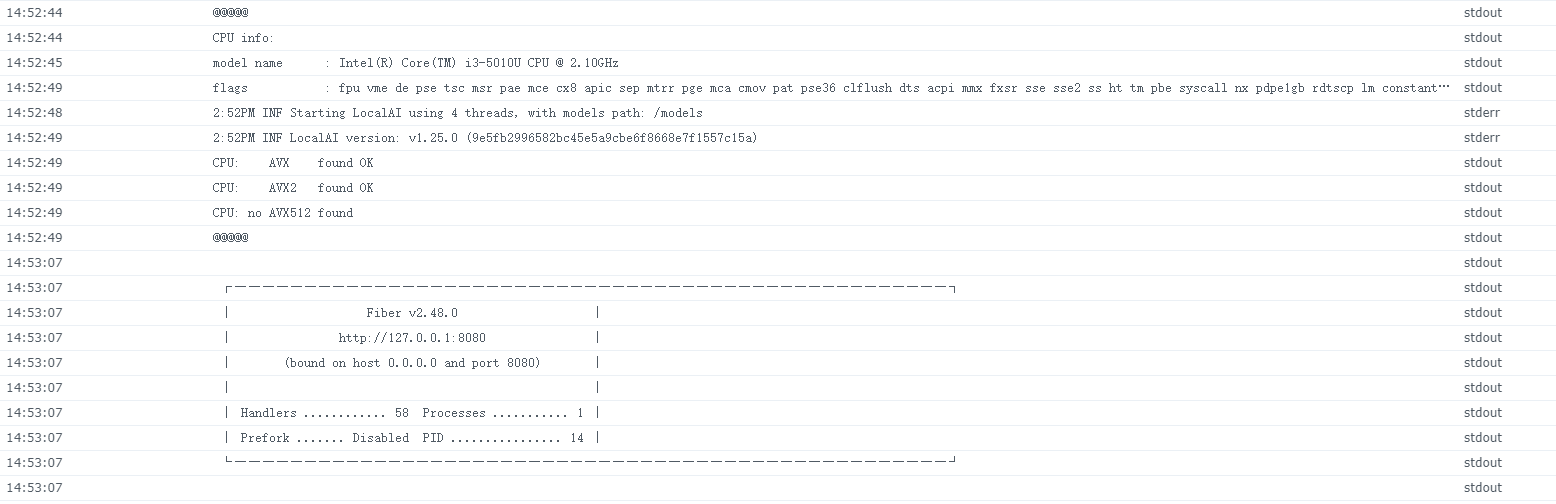 14:52:44 @@@@@ stdout
14:52:44 CPU info: stdout
14:52:45 model name : Intel(R) Core(TM) i3-5010U CPU @ 2.10GHz stdout
14:52:49 flags : fpu vme de pse tsc msr pae mce cx8 apic sep mtrr pge mca cmov pat pse36 clflush dts acpi mmx fxsr sse sse2 ss ht tm pbe syscall nx pdpe1gb rdtscp lm constant… stdout
14:52:48 2:52PM INF Starting LocalAI using 4 threads, with models path: /models stderr
14:52:49 2:52PM INF LocalAI version: v1.25.0 (9e5fb2996582bc45e5a9cbe6f8668e7f1557c15a) stderr
14:52:49 CPU: AVX found OK stdout
14:52:49 CPU: AVX2 found OK stdout
14:52:49 CPU: no AVX512 found stdout
14:52:49 @@@@@ stdout
14:53:07 stdout
14:53:07 ┌───────────────────────────────────────────────────┐ stdout
14:53:07 │ Fiber v2.48.0 │ stdout
14:53:07 │ http://127.0.0.1:8080 │ stdout
14:53:07 │ (bound on host 0.0.0.0 and port 8080) │ stdout
14:53:07 │ │ stdout
14:53:07 │ Handlers ............ 58 Processes ........... 1 │ stdout
14:53:07 │ Prefork ....... Disabled PID ................ 14 │ stdout
14:53:07 └───────────────────────────────────────────────────┘ stdout
14:53:07 stdout